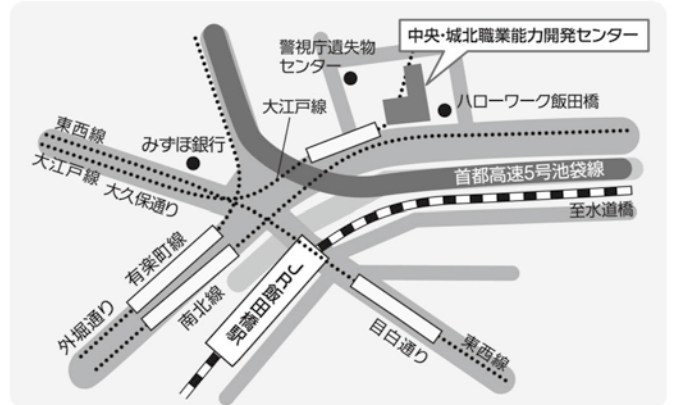 中央・城北職業能力開発センター
警視庁遺失物
センター
大江戸線
ハローワーク飯田橋
東西線
みずほ銀行
大江戸線 大久保通り
首都高速5号池袋線
至水道橋
有楽町線
外堀通り
南北線
JR飯田橋駅
目白通り
東西線